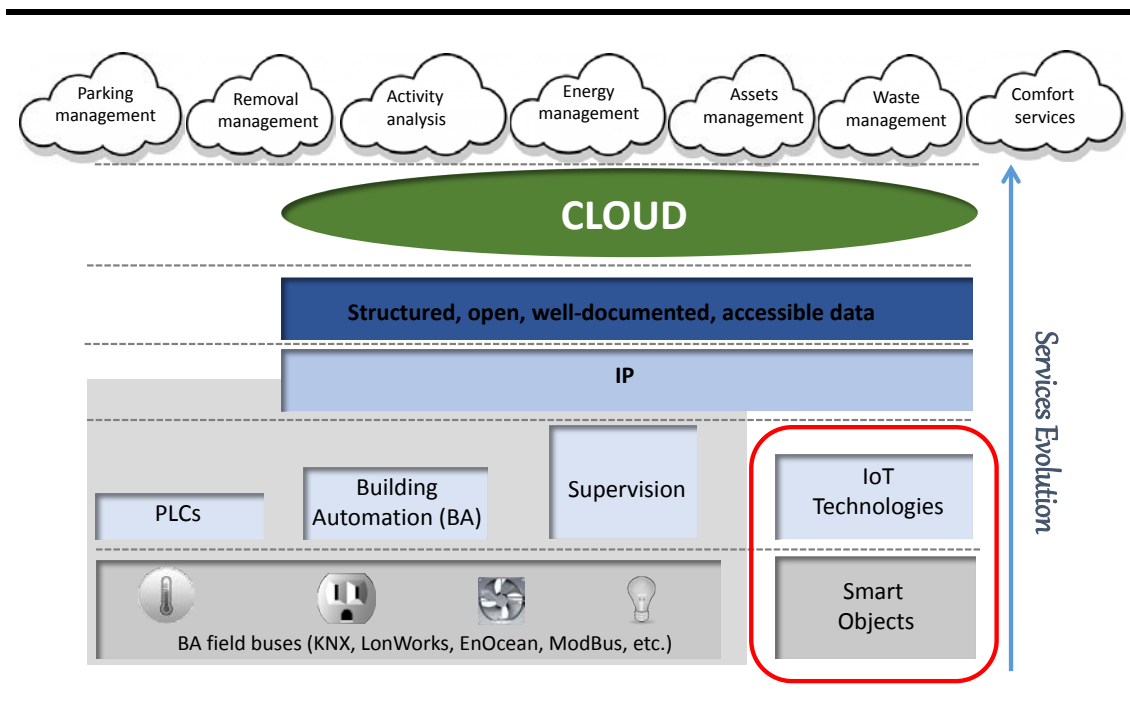 Parking
management
Removal
management
Activity
analysis
Energy
management
Assets
management
Waste
management
Comfort
services
CLOUD
Structured, open, well-documented, accessible data
IP
Services Evolution
PLCs
Building
Automation (BA)
Supervision
IoT
Technologies
BA field buses (KNX, LonWorks, EnOcean, ModBus, etc.)
Smart
Objects